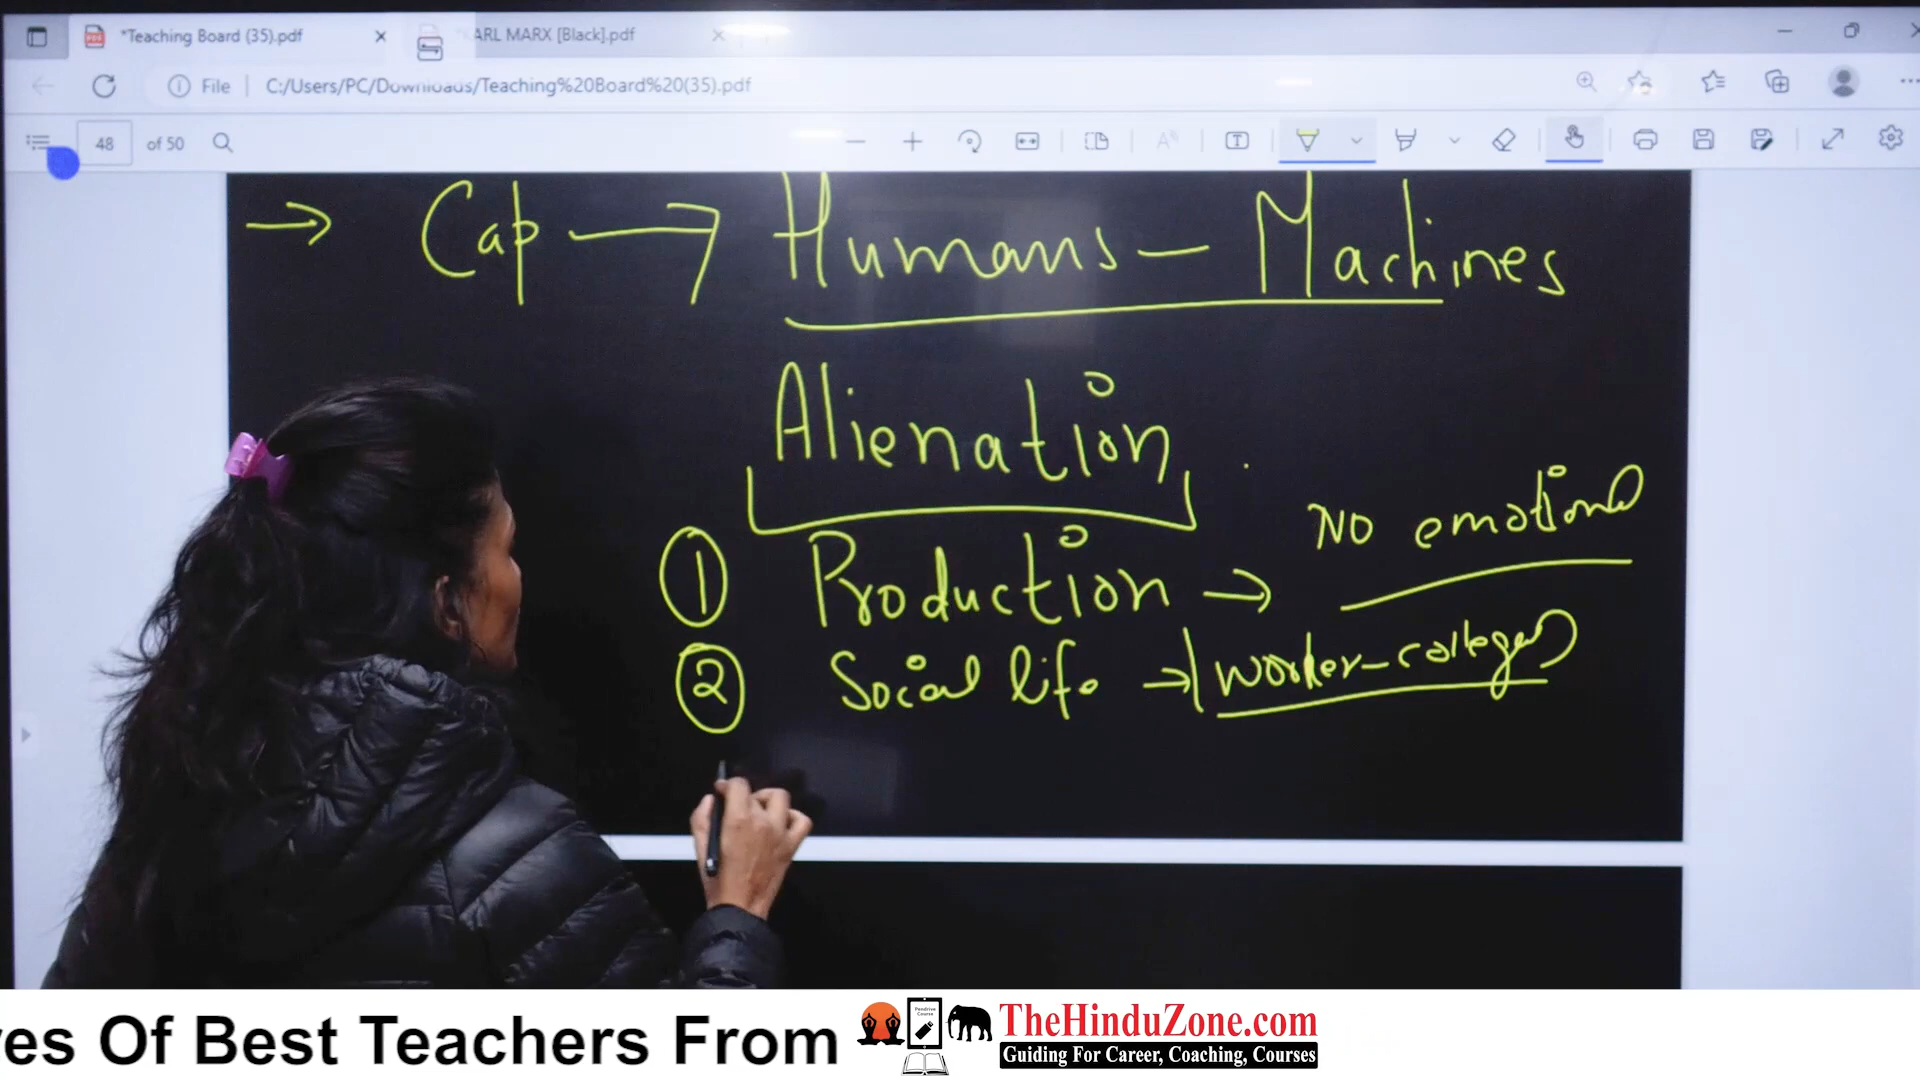 *Teaching Board (35).pdf
ARL MARX [Black].pdf
File C:/Users/PC/Downloads/Teaching%20Board%20(35).pdf
48 of 50
→ Cap → Humans – Machines
Alienation
① Production → NO emotional
② Social life → worker-colleges
ves Of Best Teachers From
TheHinduZone.com
Guiding For Career, Coaching, Courses